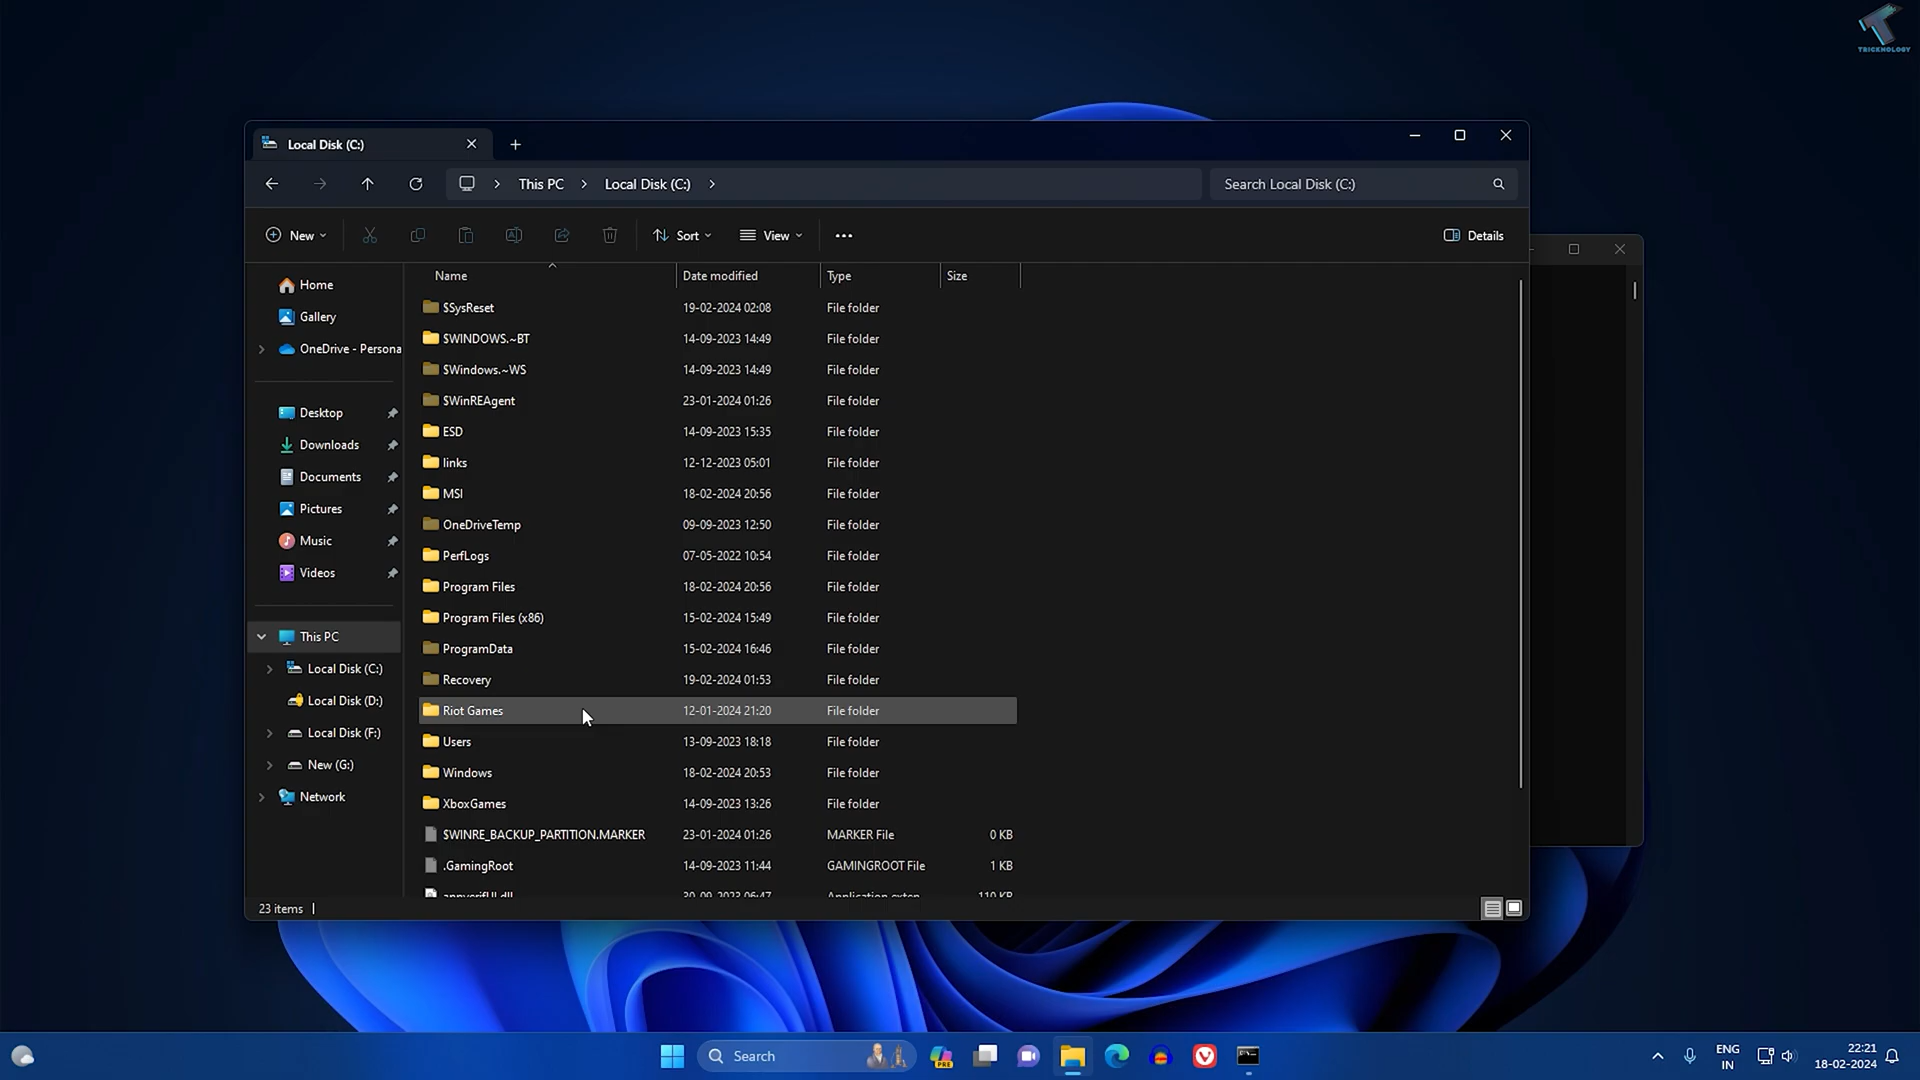 TRICKNOLOGY
Local Disk (C:)
This PC > Local Disk (C:) >
Search Local Disk (C:)
New
Sort
View
Details
Home
Gallery
OneDrive - Persona
Desktop
Downloads
Documents
Pictures
Music
Videos
This PC
Local Disk (C:)
Local Disk (D:)
Local Disk (F:)
New (G:)
Network
Name Date modified Type Size
$SysReset 19-02-2024 02:08 File folder
$WINDOWS.~BT 14-09-2023 14:49 File folder
$Windows.~WS 14-09-2023 14:49 File folder
$WinREAgent 23-01-2024 01:26 File folder
ESD 14-09-2023 15:35 File folder
links 12-12-2023 05:01 File folder
MSI 18-02-2024 20:56 File folder
OneDriveTemp 09-09-2023 12:50 File folder
PerfLogs 07-05-2022 10:54 File folder
Program Files 18-02-2024 20:56 File folder
Program Files (x86) 15-02-2024 15:49 File folder
ProgramData 15-02-2024 16:46 File folder
Recovery 19-02-2024 01:53 File folder
Riot Games 12-01-2024 21:20 File folder
Users 13-09-2023 18:18 File folder
Windows 18-02-2024 20:53 File folder
XboxGames 14-09-2023 13:26 File folder
$WINRE_BACKUP_PARTITION.MARKER 23-01-2024 01:26 MARKER File 0 KB
.GamingRoot 14-09-2023 11:44 GAMINGROOT File 1 KB
23 items
Search
PRE
ENG
IN
22:21
18-02-2024